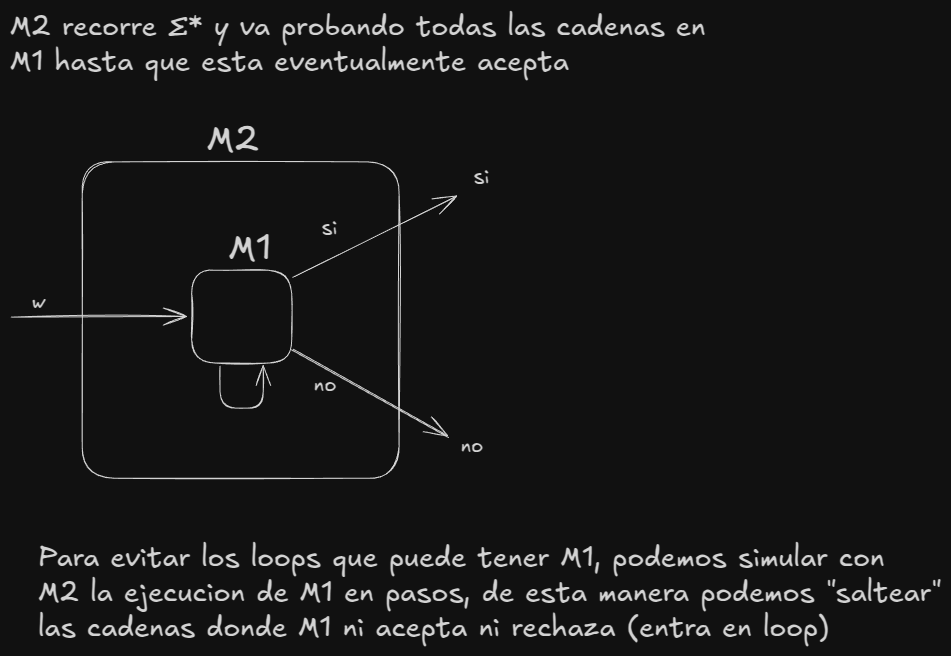 M2 recorre Σ* y va probando todas las cadenas en
M1 hasta que esta eventualmente acepta
M2
si
si
M1
w
no
no
Para evitar los loops que puede tener M1, podemos simular con
M2 la ejecucion de M1 en pasos, de esta manera podemos "saltear"
las cadenas donde M1 ni acepta ni rechaza (entra en loop)